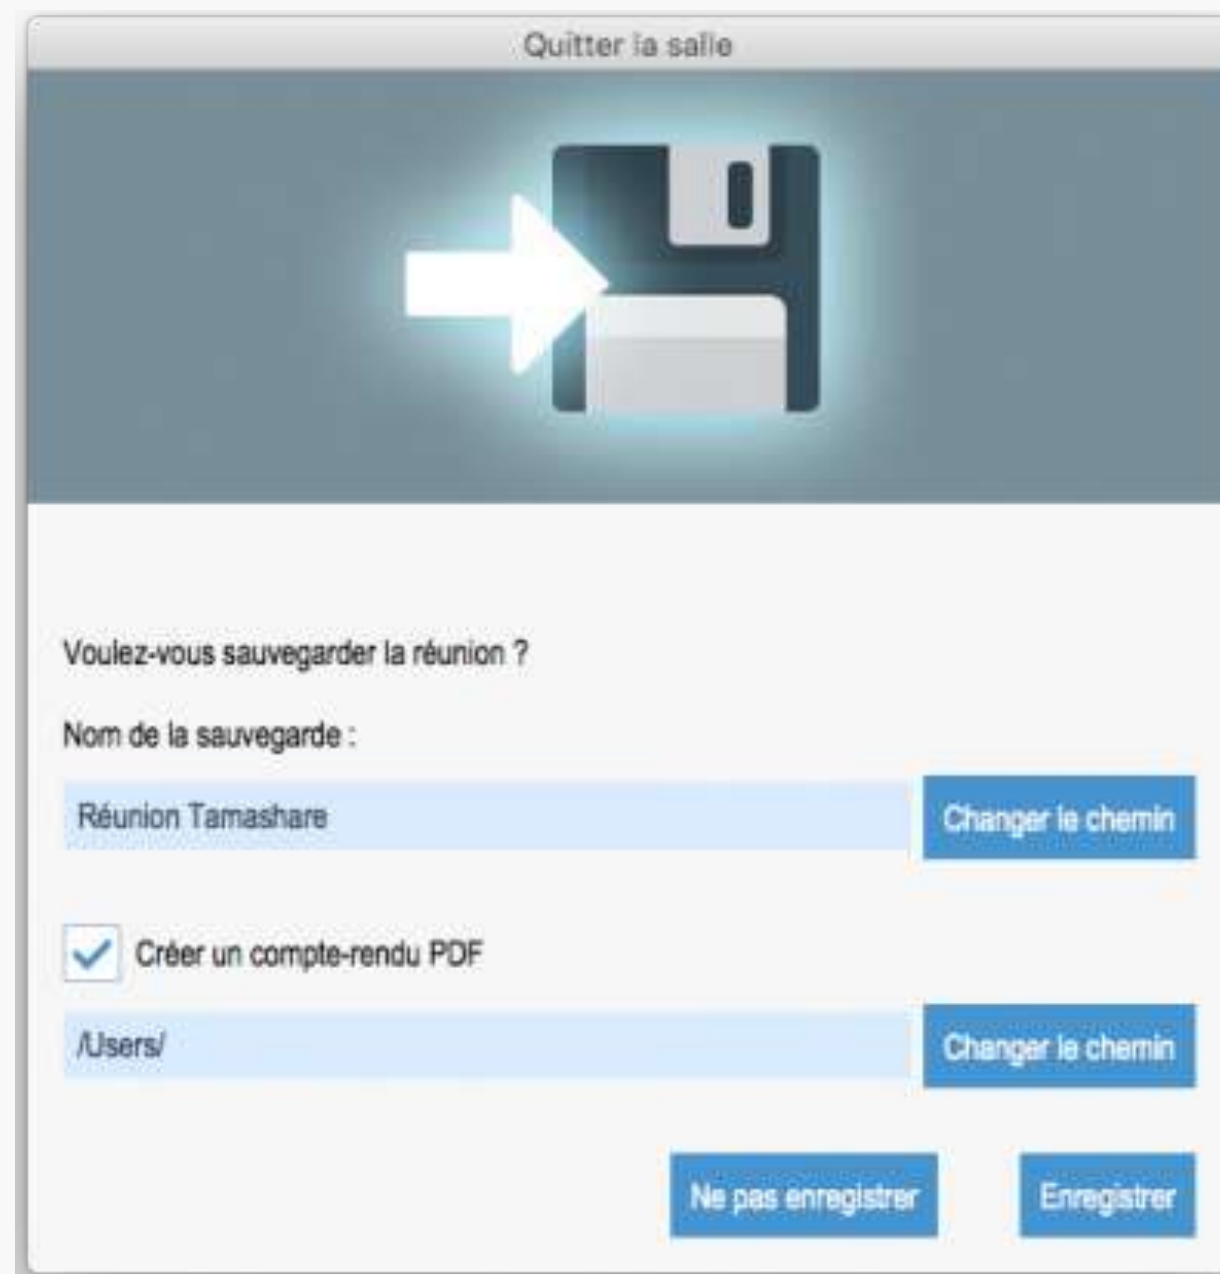 Quitter la salle
Voulez-vous sauvegarder la réunion ?
Nom de la sauvegarde :
Réunion Tamashare
Changer le chemin
Créer un compte-rendu PDF
/Users/
Changer le chemin
Ne pas enregistrer
Enregistrer